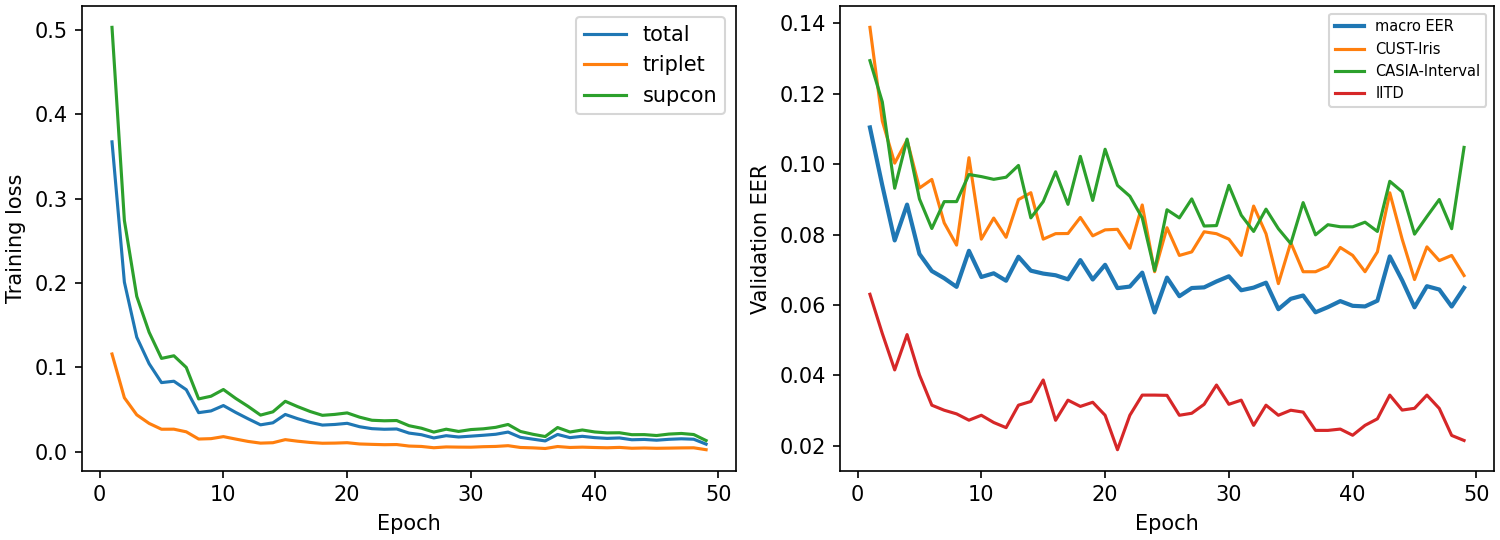 Training loss
0.5
0.4
0.3
0.2
0.1
0.0
0
10
20
30
40
50
Epoch
total
triplet
supcon
Validation EER
0.14
0.12
0.10
0.08
0.06
0.04
0.02
0
10
20
30
40
50
Epoch
macro EER
CUST-Iris
CASIA-Interval
IITD